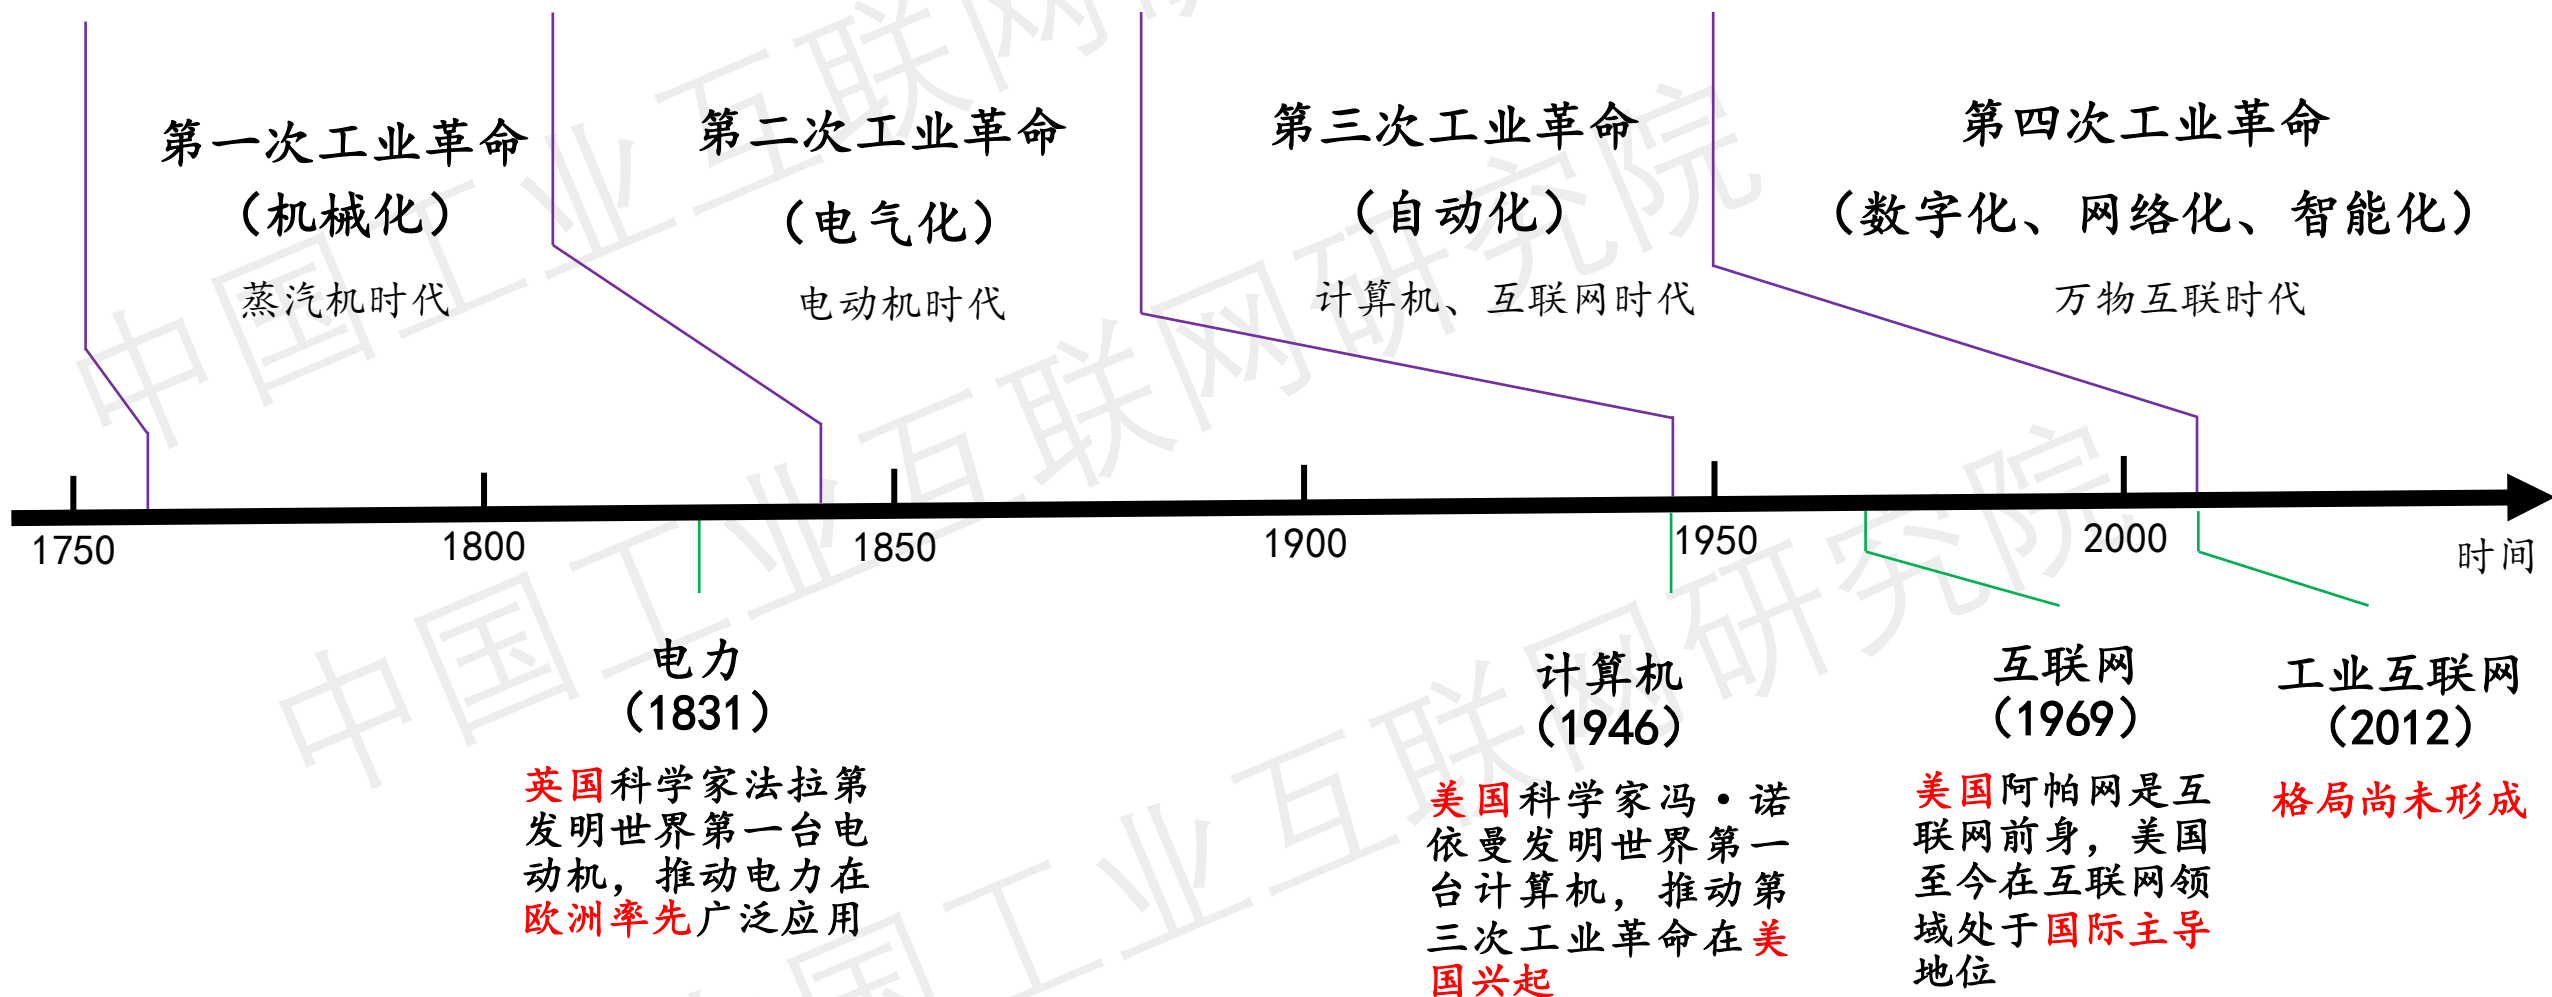 第一次工业革命
（机械化）
蒸汽机时代
第二次工业革命
（电气化）
电动机时代
第三次工业革命
（自动化）
计算机、互联网时代
第四次工业革命
（数字化、网络化、智能化）
万物互联时代
1750
1800
1850
1900
1950
2000
时间
电力
（1831）
英国科学家法拉第
发明世界第一台电
动机，推动电力在
欧洲率先广泛应用
计算机
（1946）
美国科学家冯·诺
依曼发明世界第一
台计算机，推动第
三次工业革命在美
国兴起
互联网
（1969）
美国阿帕网是互
联网前身，美国
至今在互联网领
域处于国际主导
地位
工业互联网
（2012）
格局尚未形成
中国工业互联网研
中国工业互联网研究院
国工业互联网研究院